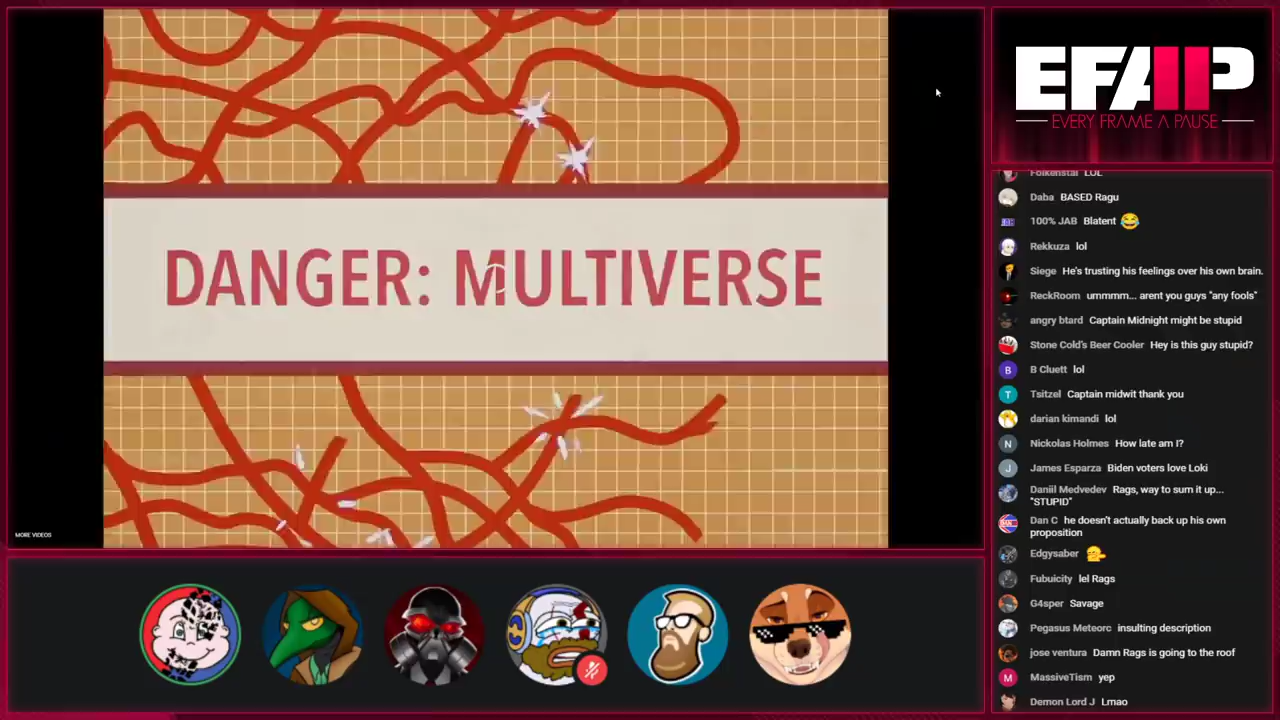 DANGER: MULTIVERSE
MORE VIDEOS
EFAP
EVERY FRAME A PAUSE
Folkenstal LOL
Daba BASED Ragu
100% JAB Blatent
Rekkuza lol
Siege He's trusting his feelings over his own brain.
ReckRoom ummmm... arent you guys "any fools"
angry btard Captain Midnight might be stupid
Stone Cold's Beer Cooler Hey is this guy stupid?
B Cluett lol
Tsitzel Captain midwit thank you
darian kimandi lol
Nickolas Holmes How late am I?
James Esparza Biden voters love Loki
Daniil Medvedev Rags, way to sum it up...
"STUPID"
Dan C he doesn't actually back up his own
proposition
Edgysaber
Fubuicity lel Rags
G4sper Savage
Pegasus Meteorc insulting description
jose ventura Damn Rags is going to the roof
MassiveTism yep
Demon Lord J Lmao